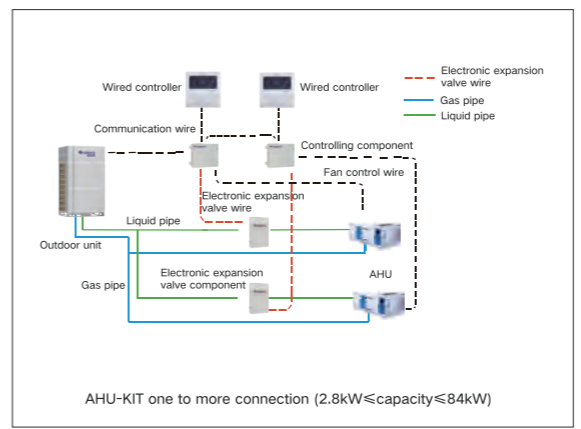 Wired controller
Wired controller
Electronic expansion
valve wire
Gas pipe
Liquid pipe
Communication wire
Controlling component
Fan control wire
Electronic expansion
valve wire
Liquid pipe
Outdoor unit
Electronic expansion
valve component
AHU
Gas pipe
AHU-KIT one to more connection (2.8kW≤capacity≤84kW)